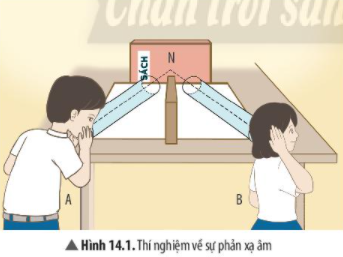 Chân trời sán
SÁCH
N
A
B
▲ Hình 14.1. Thí nghiệm về sự phản xạ âm